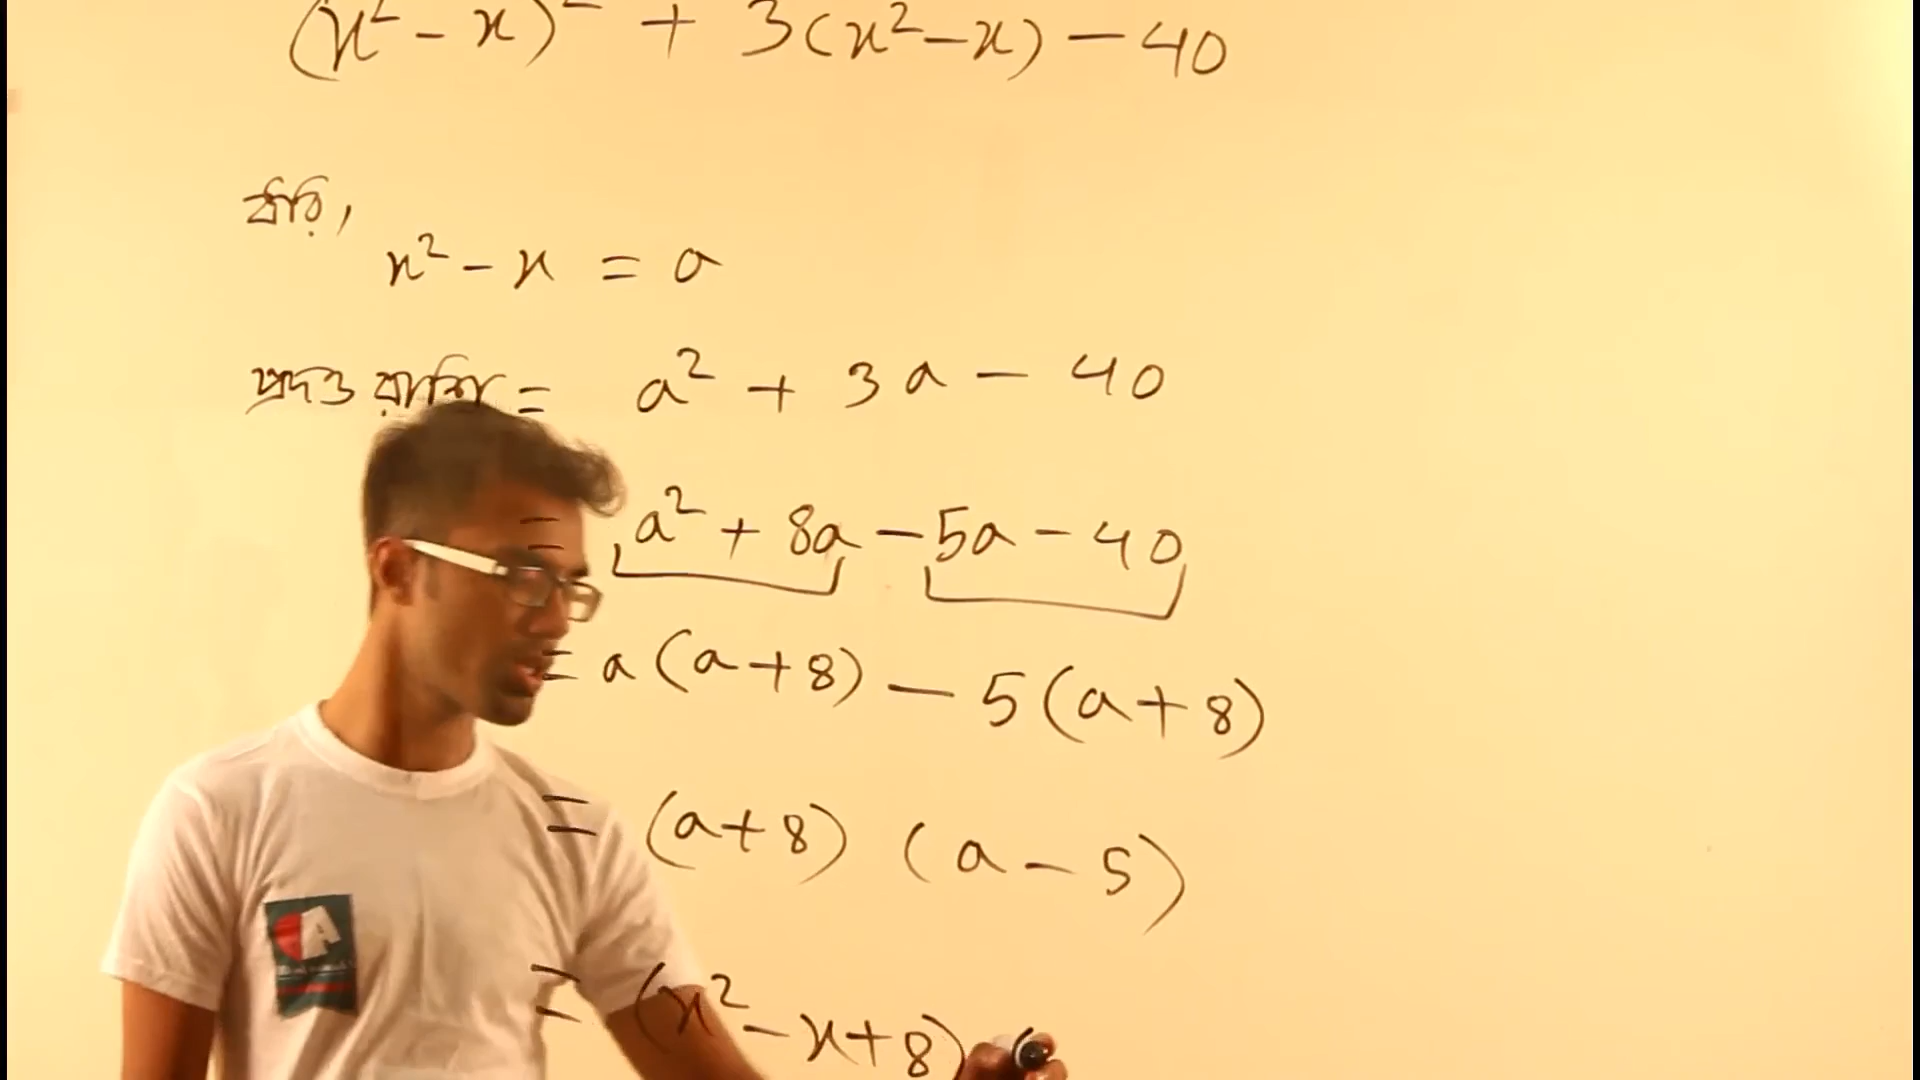 (x² - x)² + 3(x² - x) - 40
ধরি,
x² - x = a
প্রদত্ত রাশি = a² + 3a - 40
= a² + 8a - 5a - 40
= a(a+8) - 5(a+8)
= (a+8) (a-5)
= (x² - x + 8) (